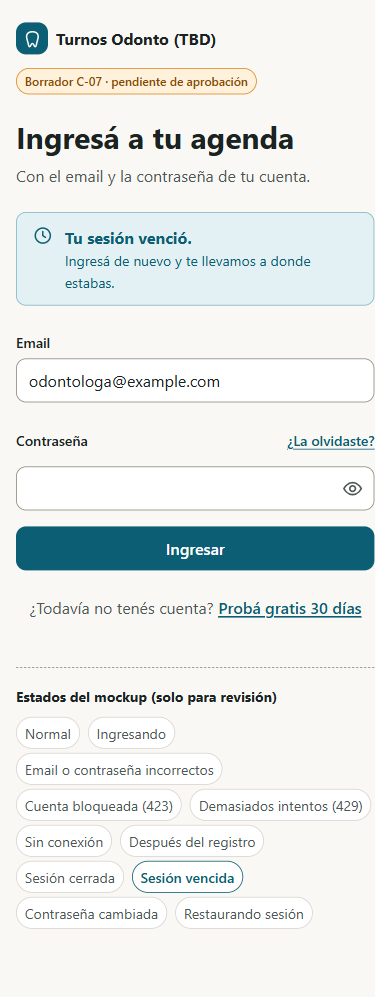 Turnos Odonto (TBD)
Borrador C-07 · pendiente de aprobación
Ingresá a tu agenda
Con el email y la contraseña de tu cuenta.
Tu sesión venció.
Ingresá de nuevo y te llevamos a donde
estabas.
Email
odontologa@example.com
Contraseña ¿La olvidaste?
Ingresar
¿Todavía no tenés cuenta? Probá gratis 30 días
Estados del mockup (solo para revisión)
Normal Ingresando
Email o contraseña incorrectos
Cuenta bloqueada (423) Demasiados intentos (429)
Sin conexión Después del registro
Sesión cerrada Sesión vencida
Contraseña cambiada Restaurando sesión